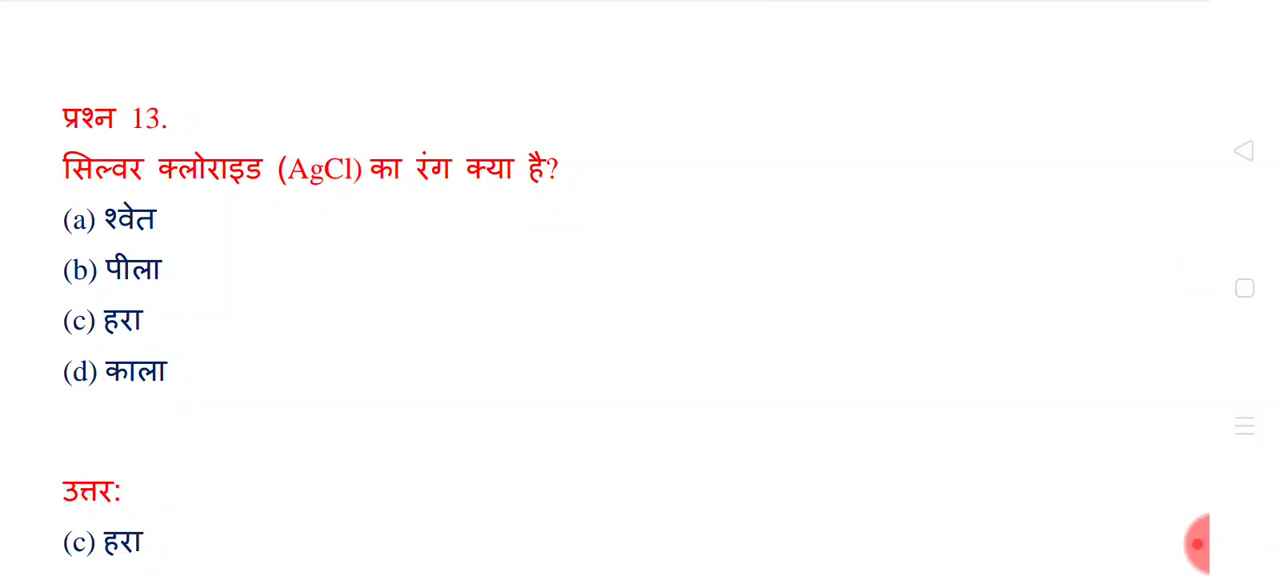 प्रश्न 13.
सिल्वर क्लोराइड (AgCl) का रंग क्या है?
(a) श्वेत
(b) पीला
(c) हरा
(d) काला
उत्तर:
(c) हरा